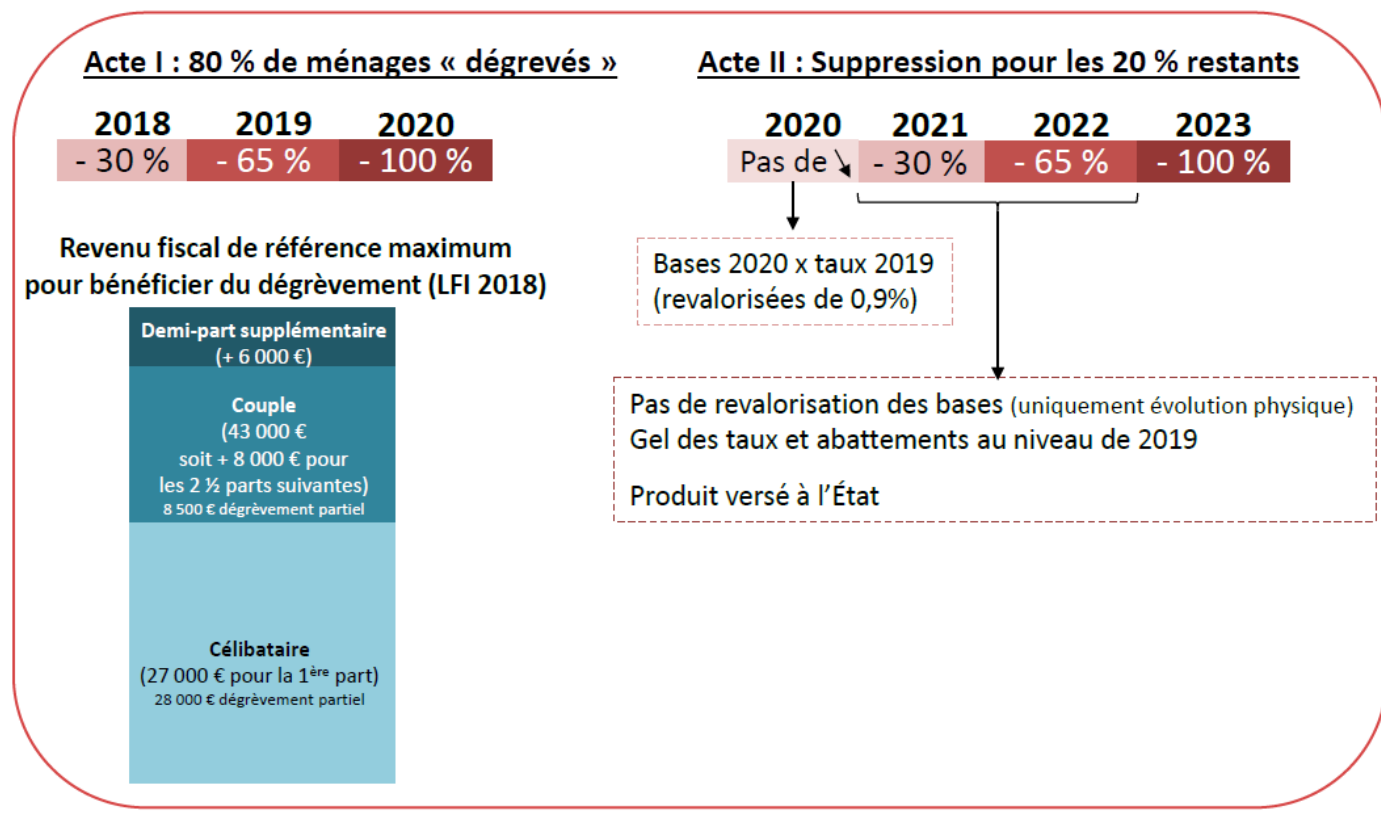 Acte I : 80 % de ménages « dégrevés »
2018 2019 2020
- 30 % - 65 % - 100 %
Revenu fiscal de référence maximum
pour bénéficier du dégrèvement (LFI 2018)
Demi-part supplémentaire
(+ 6 000 €)
Couple
(43 000 €
soit + 8 000 € pour
les 2 ½ parts suivantes)
8 500 € dégrèvement partiel
Célibataire
(27 000 € pour la 1ère part)
28 000 € dégrèvement partiel
Acte II : Suppression pour les 20 % restants
2020 2021 2022 2023
Pas de ↘ - 30 % - 65 % - 100 %
Bases 2020 x taux 2019
(revalorisées de 0,9%)
Pas de revalorisation des bases (uniquement évolution physique)
Gel des taux et abattements au niveau de 2019
Produit versé à l’État